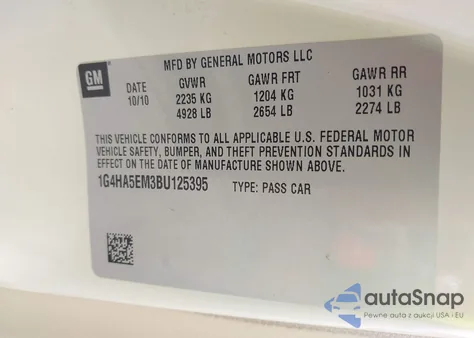 MFD BY GENERAL MOTORS LLC
GM
DATE GVWR GAWR FRT GAWR RR
10/10 2235 KG 1204 KG 1031 KG
4928 LB 2654 LB 2274 LB
THIS VEHICLE CONFORMS TO ALL APPLICABLE U.S. FEDERAL MOTOR
VEHICLE SAFETY, BUMPER, AND THEFT PREVENTION STANDARDS IN
EFFECT ON THE DATE OF MANUFACTURE SHOWN ABOVE.
1G4HA5EM3BU125395 TYPE: PASS CAR
autoSnap
Pewne auta z aukcji USA i EU